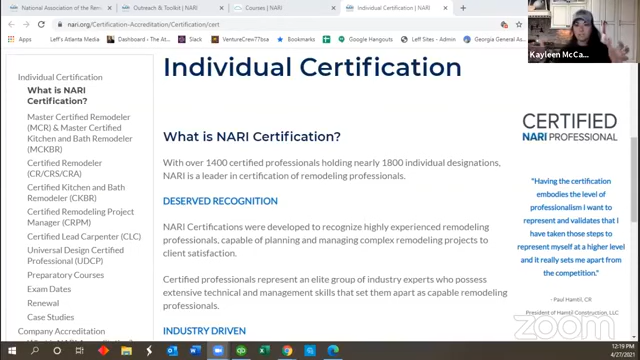 National Association of the Rem
Outreach & Toolkit | NARI
Courses | NARI
Individual Certification | NARI
nari.org/Certification-Accreditation/Certification/cert
Apps
Leff's Atlanta Media
Dashboard - The At
SUBSCRIBE
Insert
VentureCrew77bsa
Bookmarks
Google Hangouts
Leff Sites - Dashbo
Georgia General As
Kayleen McCa...
Individual Certification
What is NARI
Certification?
Master Certified Remodeler
(MCR) & Master Certified
Kitchen and Bath Remodeler
(MCKBR)
Certified Remodeler
(CR/CRS/CRA)
Certified Kitchen and Bath
Remodeler (CKBR)
Certified Remodeling Project
Manager (CRPM)
Certified Lead Carpenter (CLC)
Universal Design Certified
Professional (UDCP)
Preparatory Courses
Exam Dates
Renewal
Case Studies
Company Accreditation
Individual Certification
What is NARI Certification?
With over 1400 certified professionals holding nearly 1800 individual designations,
NARI is a leader in certification of remodeling professionals.
DESERVED RECOGNITION
NARI Certifications were developed to recognize highly experienced remodeling
professionals, capable of planning and managing complex remodeling projects to
client satisfaction.
Certified professionals represent an elite group of industry experts who possess
extensive technical and management skills that set them apart as capable remodeling
professionals.
INDUSTRY DRIVEN
CERTIFIED
NARI PROFESSIONAL
"Having the certification
embodies the level of
professionalism I want to
represent and validates that I
have taken those steps to
represent myself at a higher level
and it really sets me apart from
the competition."
- Paul Hamtil, CR
President of Hamtil Construction, LLC
zoom
12:19 PM
4/27/2021